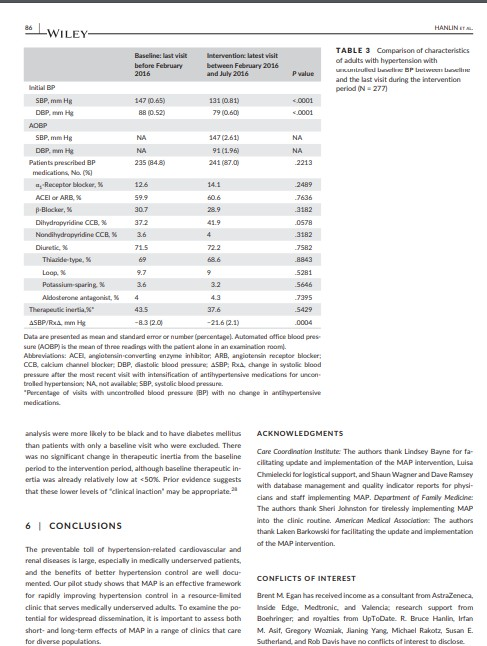 86
WILEY
HANLIN ET AL.
TABLE 3 Comparison of characteristics
of adults with hypertension with
uncontrolled baseline BP between baseline
and the last visit during the intervention
period (N = 277)
Baseline: last visit before February 2016 Intervention: latest visit between February 2016 and July 2016 P value
Initial BP
SBP, mm Hg 147 (0.65) 131 (0.81) <.0001
DBP, mm Hg 88 (0.52) 79 (0.60) <.0001
AOBP
SBP, mm Hg NA 147 (2.61) NA
DBP, mm Hg NA 91 (1.96) NA
Patients prescribed BP medications, No. (%) 235 (84.8) 241 (87.0) .2213
α1-Receptor blocker, % 12.6 14.1 .2489
ACEI or ARB, % 59.9 60.6 .7636
β-Blocker, % 30.7 28.9 .3182
Dihydropyridine CCB, % 37.2 41.9 .0578
Nondihydropyridine CCB, % 3.6 4 .3182
Diuretic, % 71.5 72.2 .7582
Thiazide-type, % 69 68.6 .8843
Loop, % 9.7 9 .5281
Potassium-sparing, % 3.6 3.2 .5646
Aldosterone antagonist, % 4 4.3 .7395
Therapeutic inertia,%* 43.5 37.6 .5429
ΔSBP/RxΔ, mm Hg −8.3 (2.0) −21.6 (2.1) .0004
Data are presented as mean and standard error or number (percentage). Automated office blood pres-
sure (AOBP) is the mean of three readings with the patient alone in an examination room).
Abbreviations: ACEI, angiotensin-converting enzyme inhibitor; ARB, angiotensin receptor blocker;
CCB, calcium channel blocker; DBP, diastolic blood pressure; ΔSBP; RxΔ, change in systolic blood
pressure after the most recent visit with intensification of antihypertensive medications for uncon-
trolled hypertension; NA, not available; SBP, systolic blood pressure.
*Percentage of visits with uncontrolled blood pressure (BP) with no change in antihypertensive
medications.
analysis were more likely to be black and to have diabetes mellitus
than patients with only a baseline visit who were excluded. There
was no significant change in therapeutic inertia from the baseline
period to the intervention period, although baseline therapeutic in-
ertia was already relatively low at <50%. Prior evidence suggests
that these lower levels of "clinical inaction" may be appropriate.28
6 | CONCLUSIONS
The preventable toll of hypertension-related cardiovascular and
renal diseases is large, especially in medically underserved patients,
and the benefits of better hypertension control are well docu-
mented. Our pilot study shows that MAP is an effective framework
for rapidly improving hypertension control in a resource-limited
clinic that serves medically underserved adults. To examine the po-
tential for widespread dissemination, it is important to assess both
short- and long-term effects of MAP in a range of clinics that care
for diverse populations.
ACKNOWLEDGMENTS
Care Coordination Institute: The authors thank Lindsey Bayne for fa-
cilitating update and implementation of the MAP intervention, Luisa
Chmielecki for logistical support, and Shaun Wagner and Dave Ramsey
with database management and quality indicator reports for physi-
cians and staff implementing MAP. Department of Family Medicine:
The authors thank Sheri Johnson for tirelessly implementing MAP
into the clinic routine. American Medical Association: The authors
thank Laken Barkowski for facilitating the update and implementation
of the MAP intervention.
CONFLICTS OF INTEREST
Brent M. Egan has received income as a consultant from AstraZeneca,
Inside Edge, Medtronic, and Valencia; research support from
Boehringer; and royalties from UpToDate. R. Bruce Hanlin, Irfan
M. Asif, Gregory Wozniak, Jianing Yang, Michael Rakotz, Susan E.
Sutherland, and Rob Davis have no conflicts of interest to disclose.